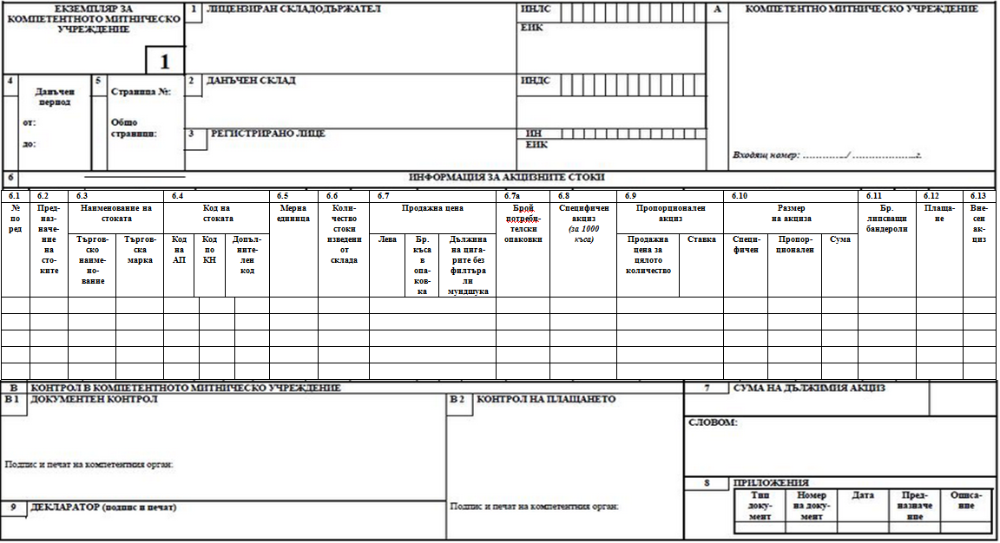 ЕКЗЕМПЛЯР ЗА
КОМПЕТЕНТНОТО МИТНИЧЕСКО
УЧРЕЖДЕНИЕ
1
1 ЛИЦЕНЗИРАН СКЛАДОДЪРЖАТЕЛ
ИНЛС
ЕИК
А КОМПЕТЕНТНО МИТНИЧЕСКО УЧРЕЖДЕНИЕ
4
Данъчен
период
от:
до:
5
Страница №:
Общо
страници:
2 ДАНЪЧЕН СКЛАД
ИНДС
3 РЕГИСТРИРАНО ЛИЦЕ
ИН
ЕИК
Входящ номер: …………../ …………………..г.
6 ИНФОРМАЦИЯ ЗА АКЦИЗНИТЕ СТОКИ
6.1
№
по
ред
6.2
Пред-
наз-
наче-
ние
на
сто-
ките
6.3
Наименование на
стоката
Търгов-
ско
наиме-
но-
вание
Търгов-
ска
марка
6.4
Код на
стоката
Код
на
АП
Код
по
КН
Допъл-
ните-
лен
код
6.5
Мерна
единица
6.6
Коли-
чество
стоки
изведени
от
склада
6.7
Продажна цена
Лева
Бр.
къса
в
опа-
ков-
ка
Дължина
на цига-
рите без
филтъра
ли
мундщука
6.7а
Брой
потреби-
телски
опаковки
6.8
Специфичен
акциз
(за 1000
къса)
6.9
Пропорционален
акциз
Продажна
цена за
цялото
количество
Ставка
6.10
Размер
на акциза
Специ-
фичен
Пропор-
ционален
Сума
6.11
Бр.
липсващи
бандероли
6.12
Плаща-
не
6.13
Вне-
сен
ак-
циз
В КОНТРОЛ В КОМПЕТЕНТНОТО МИТНИЧЕСКО УЧРЕЖДЕНИЕ
В 1 ДОКУМЕНТЕН КОНТРОЛ
Подпис и печат на компетентния орган:
9 ДЕКЛАРАТОР (подпис и печат)
В 2 КОНТРОЛ НА ПЛАЩАНЕТО
Подпис и печат на компетентния орган:
7 СУМА НА ДЪЛЖИМИЯ АКЦИЗ
СЛОВОМ:
8 ПРИЛОЖЕНИЯ
Тип
доку-
мент
Номер
на доку-
мент
Дата
Пред-
назначе
ние
Описа-
ние